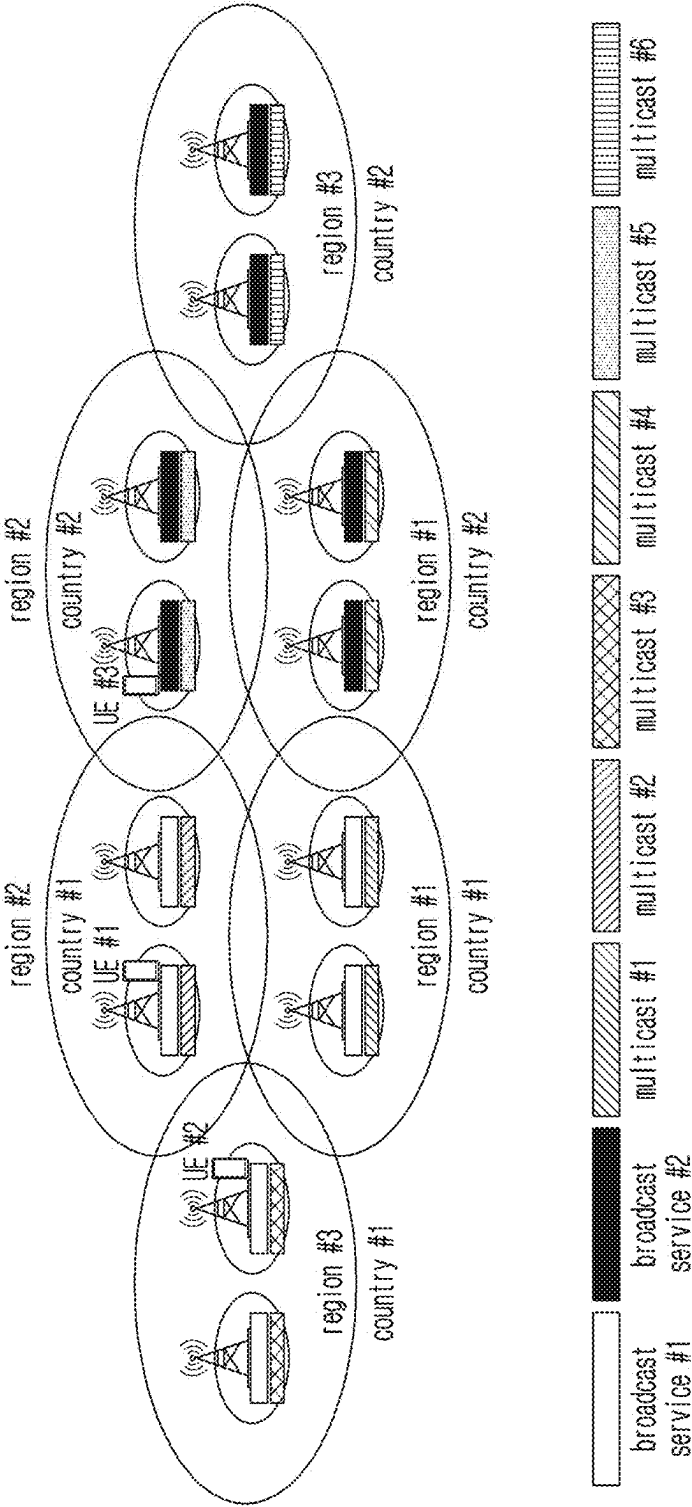 region #2
country #1
UE #1
region #2
country #2
UE #3
UE #2
region #3
country #1
region #1
country #1
region #1
country #2
region #3
country #2
broadcast
service #1
broadcast
service #2
multicast #1
multicast #2
multicast #3
multicast #4
multicast #5
multicast #6